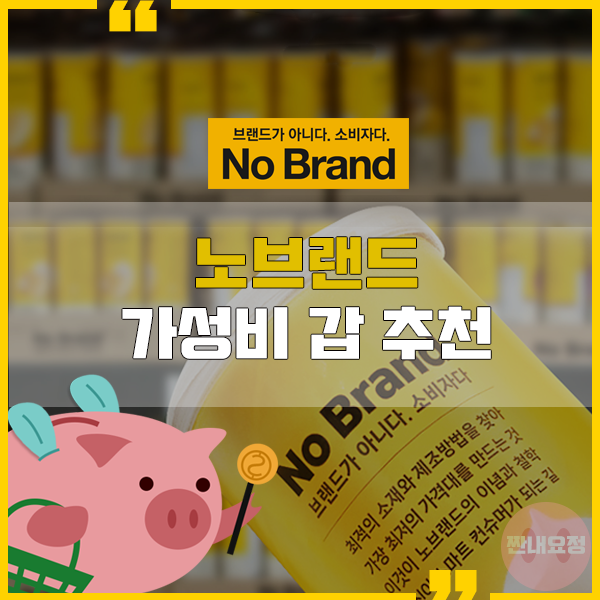 브랜드가 아니다. 소비자다.
No Brand
노브랜드
가성비 갑 추천
No Brand
브랜드가 아니다. 소비자다
최적의 소재와 제조방법을 찾아
가장 최저의 가격대를 만드는 것
이것이 노브랜드의 이념과 철학
마트 컨슈머가 되는 길
짠내요정